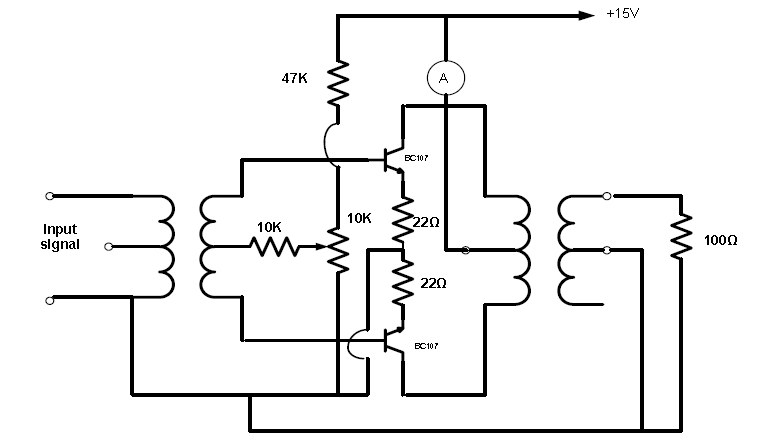 +15V
47K
A
BC107
Input
signal
10K
10K
22Ω
100Ω
22Ω
BC107